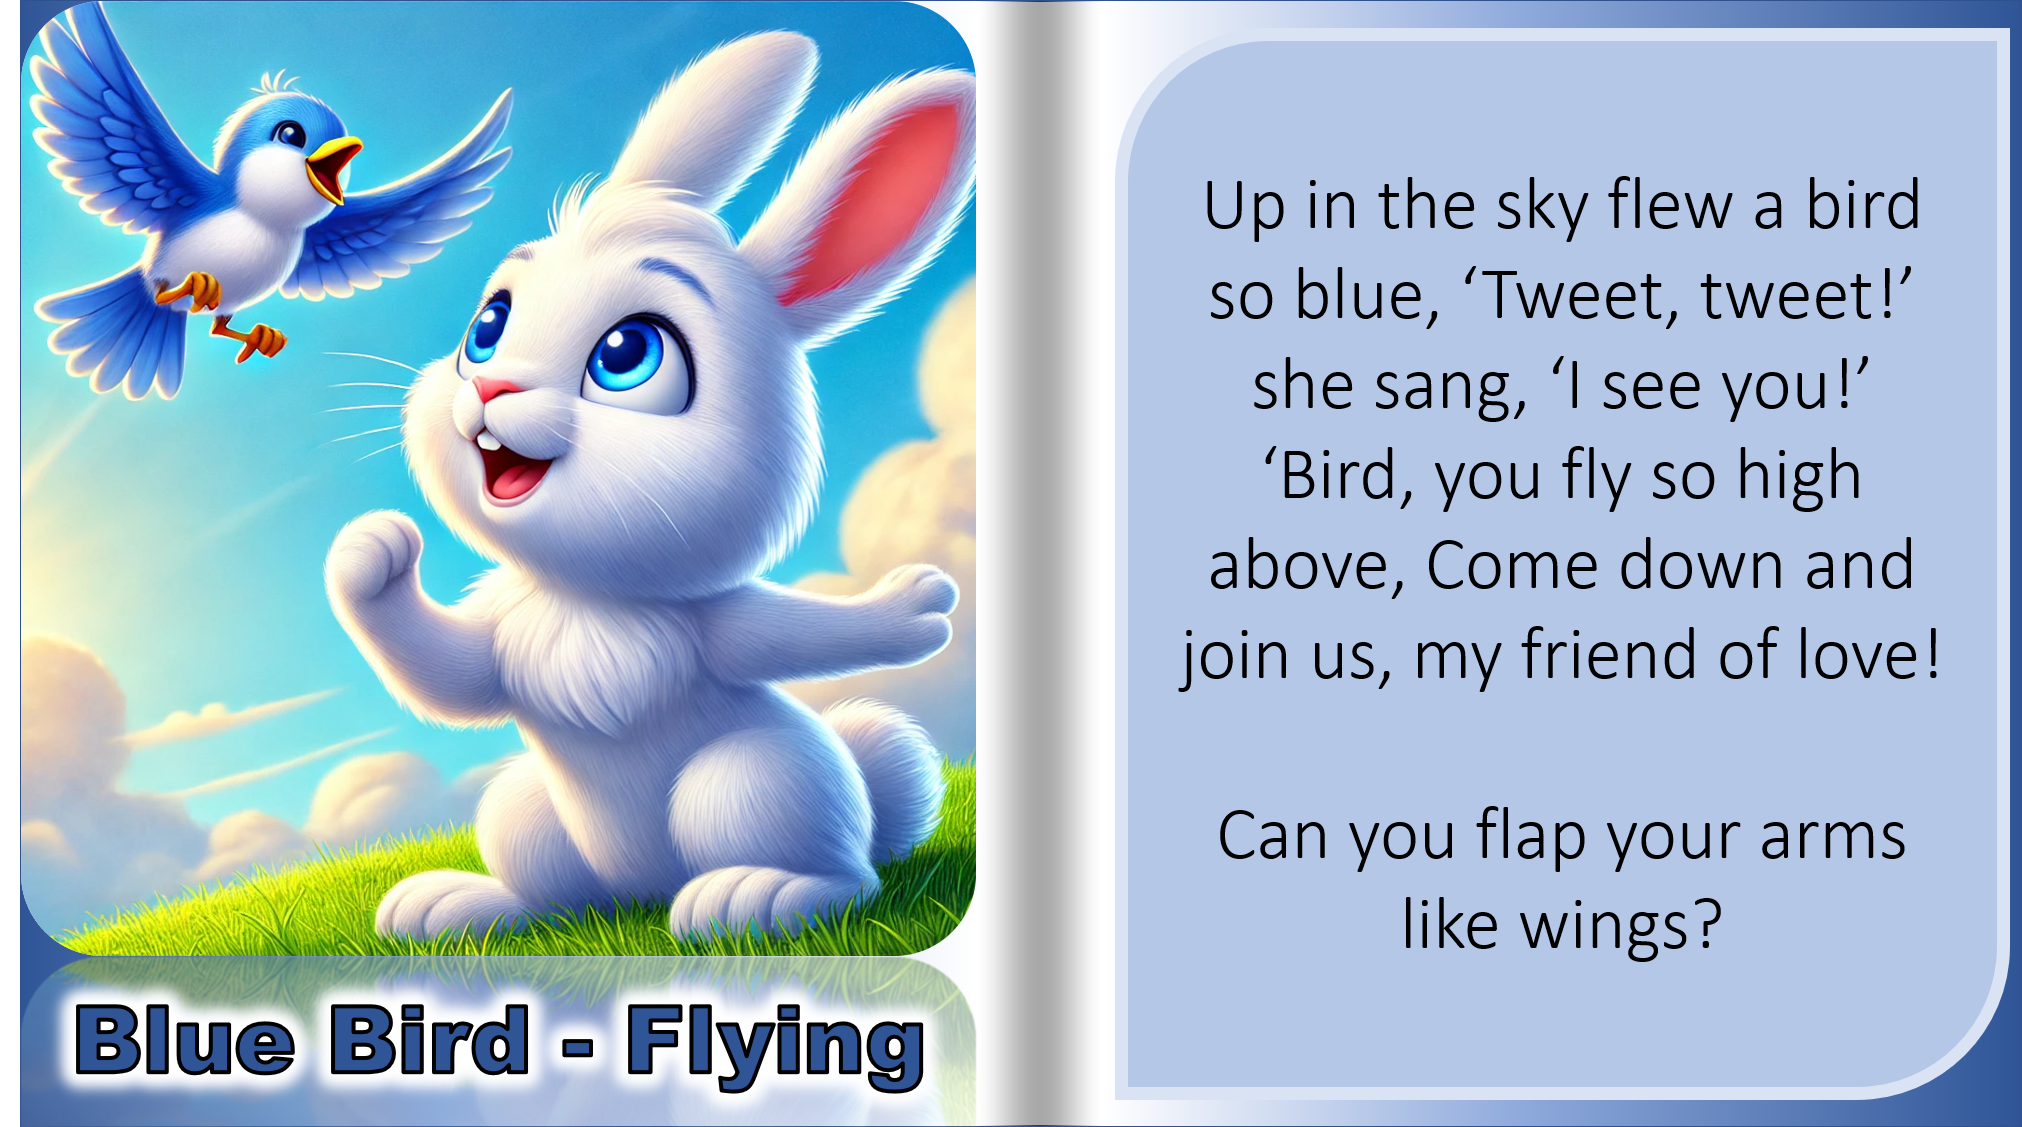 Blue Bird - Flying
Up in the sky flew a bird
so blue, ‘Tweet, tweet!’
she sang, ‘I see you!’
‘Bird, you fly so high
above, Come down and
join us, my friend of love!
Can you flap your arms
like wings?